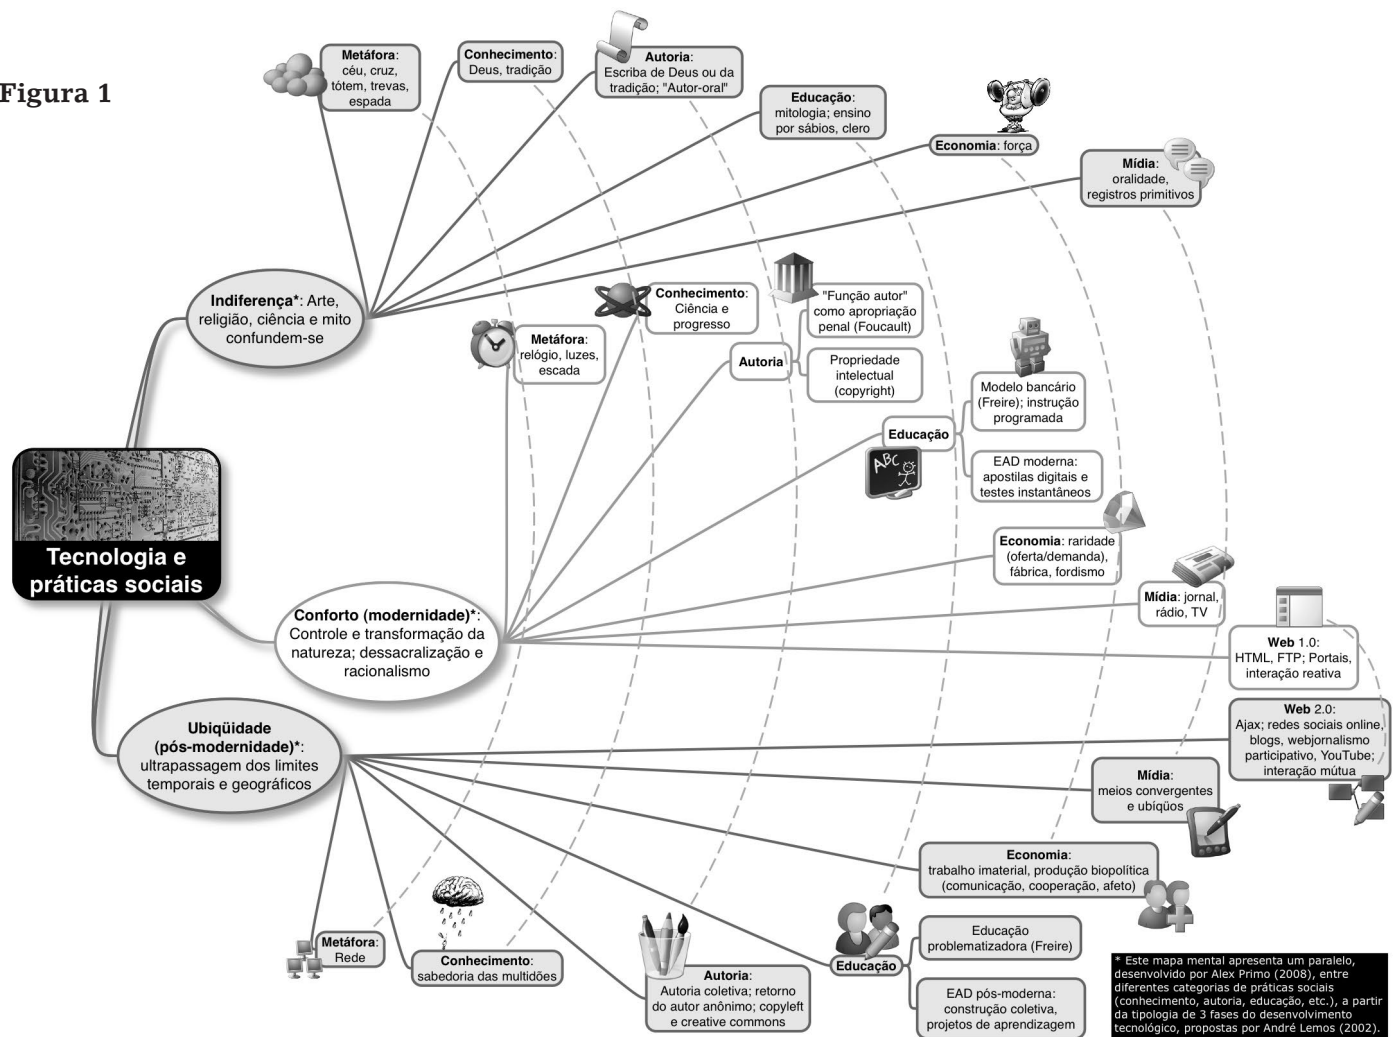 Figura 1
Metáfora:
céu, cruz,
tótem, trevas,
espada
Conhecimento:
Deus, tradição
Autoria:
Escriba de Deus ou da
tradição; "Autor-oral"
Educação:
mitologia; ensino
por sábios, clero
Economia: força
Mídia:
oralidade,
registros primitivos
Indiferença*: Arte,
religião, ciência e mito
confundem-se
Metáfora:
relógio, luzes,
escada
Conhecimento:
Ciência e
progresso
Autoria
"Função autor"
como apropriação
penal (Foucault)
Propriedade
intelectual
(copyright)
Educação
ABC
Modelo bancário
(Freire); instrução
programada
EAD moderna:
apostilas digitais e
testes instantâneos
Economia: raridade
(oferta/demanda),
fábrica, fordismo
Mídia: jornal,
rádio, TV
Web 1.0:
HTML, FTP; Portais,
interação reativa
Tecnologia e
práticas sociais
Conforto (modernidade)*:
Controle e transformação da
natureza; dessacralização e
racionalismo
Ubiqüidade
(pós-modernidade)*:
ultrapassagem dos limites
temporais e geográficos
Web 2.0:
Ajax; redes sociais online,
blogs, webjornalismo
participativo, YouTube;
interação mútua
Mídia:
meios convergentes
e ubíqüos
Economia:
trabalho imaterial, produção biopolítica
(comunicação, cooperação, afeto)
Educação
Educação
problematizadora (Freire)
EAD pós-moderna:
construção coletiva,
projetos de aprendizagem
Autoria:
Autoria coletiva; retorno
do autor anônimo; copyleft
e creative commons
Conhecimento:
sabedoria das multidões
Metáfora:
Rede
* Este mapa mental apresenta um paralelo,
desenvolvido por Alex Primo (2008), entre
diferentes categorias de práticas sociais
(conhecimento, autoria, educação, etc.), a partir
da tipologia de 3 fases do desenvolvimento
tecnológico, propostas por André Lemos (2002).